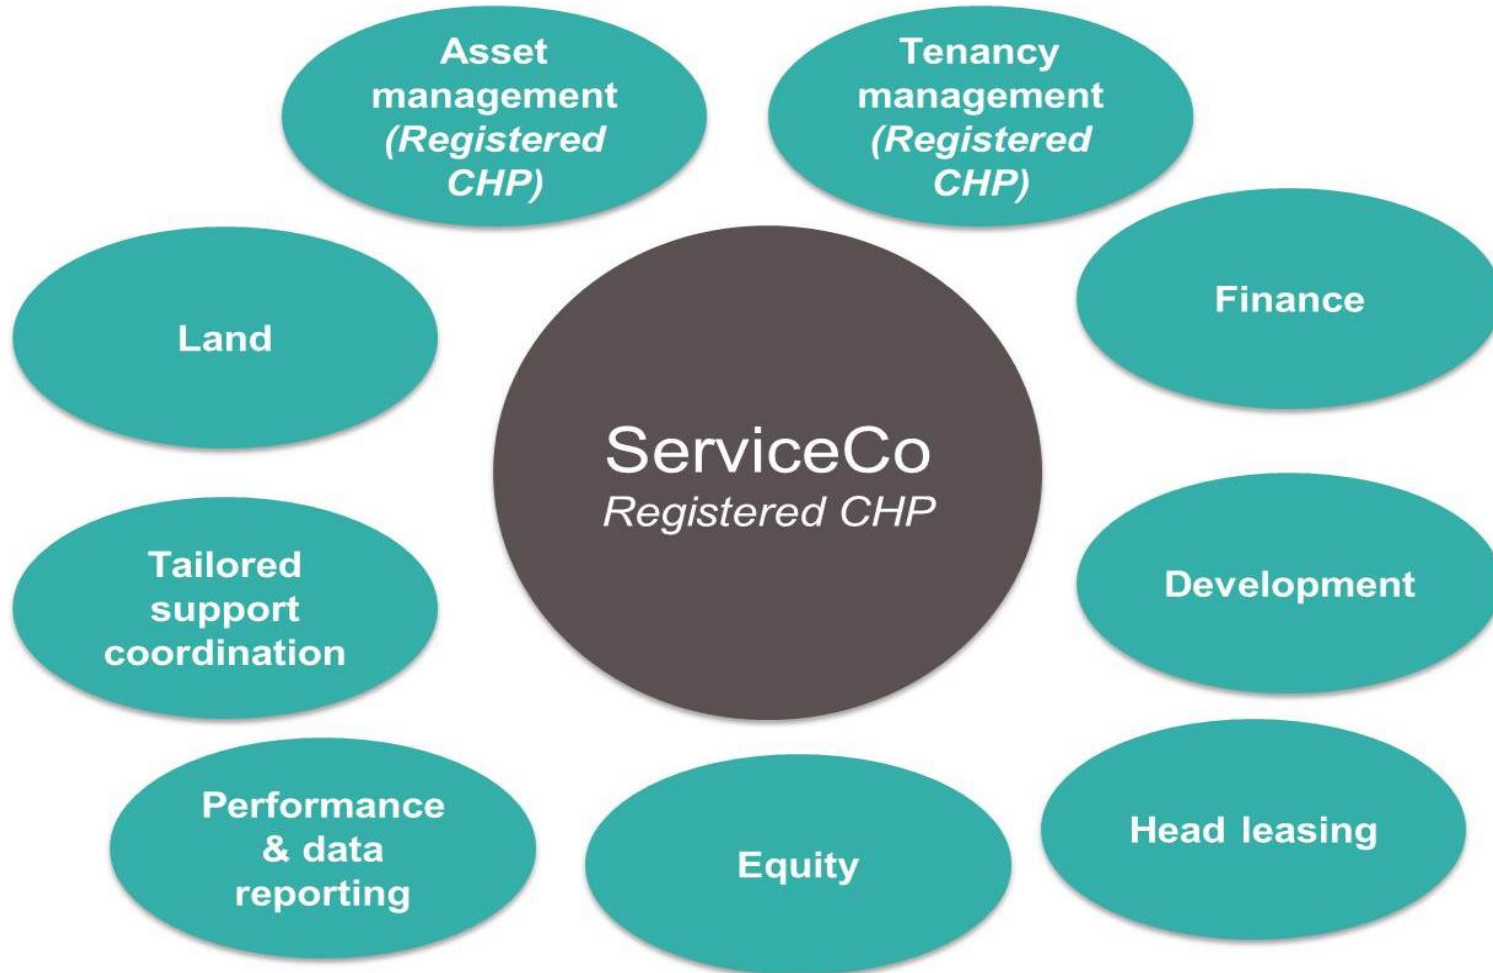 Asset
management
(Registered
CHP)
Tenancy
management
(Registered
CHP)
Finance
Land
ServiceCo
Registered CHP
Development
Tailored
support
coordination
Head leasing
Performance
& data
reporting
Equity